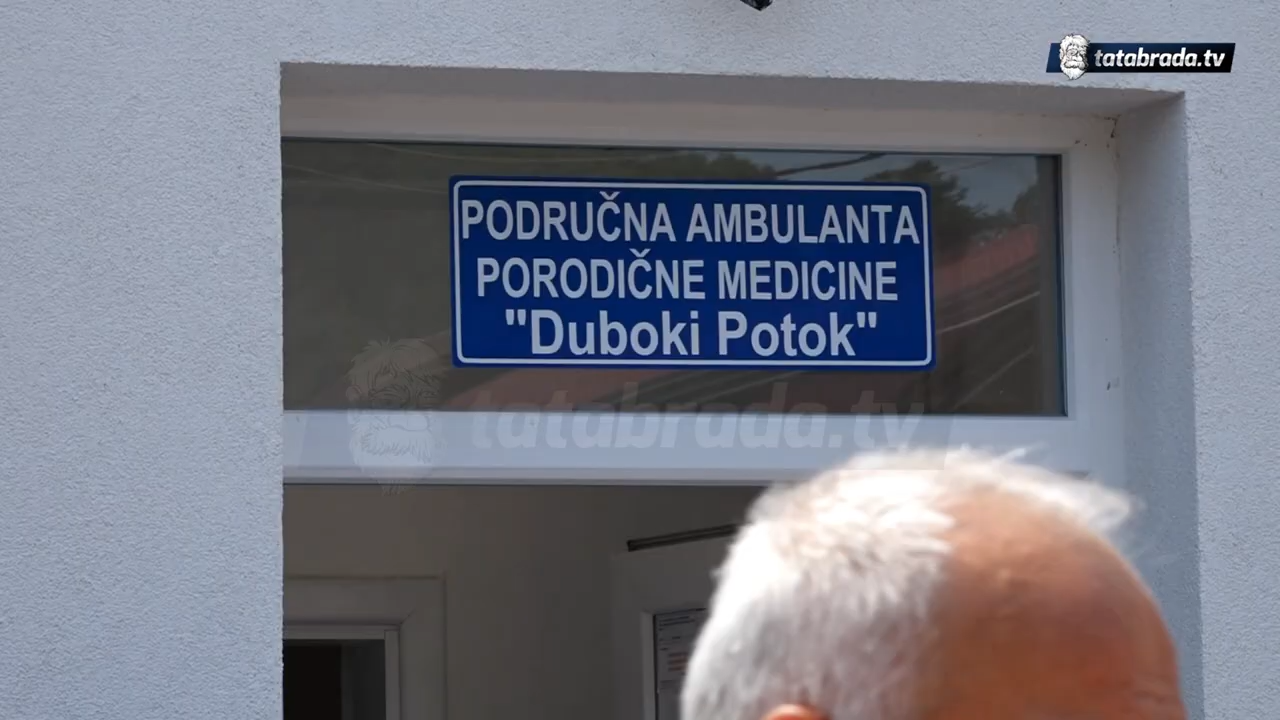 tatabrada.tv
PODRUČNA AMBULANTA
PORODIČNE MEDICINE
"Duboki Potok"
tatabrada.tv